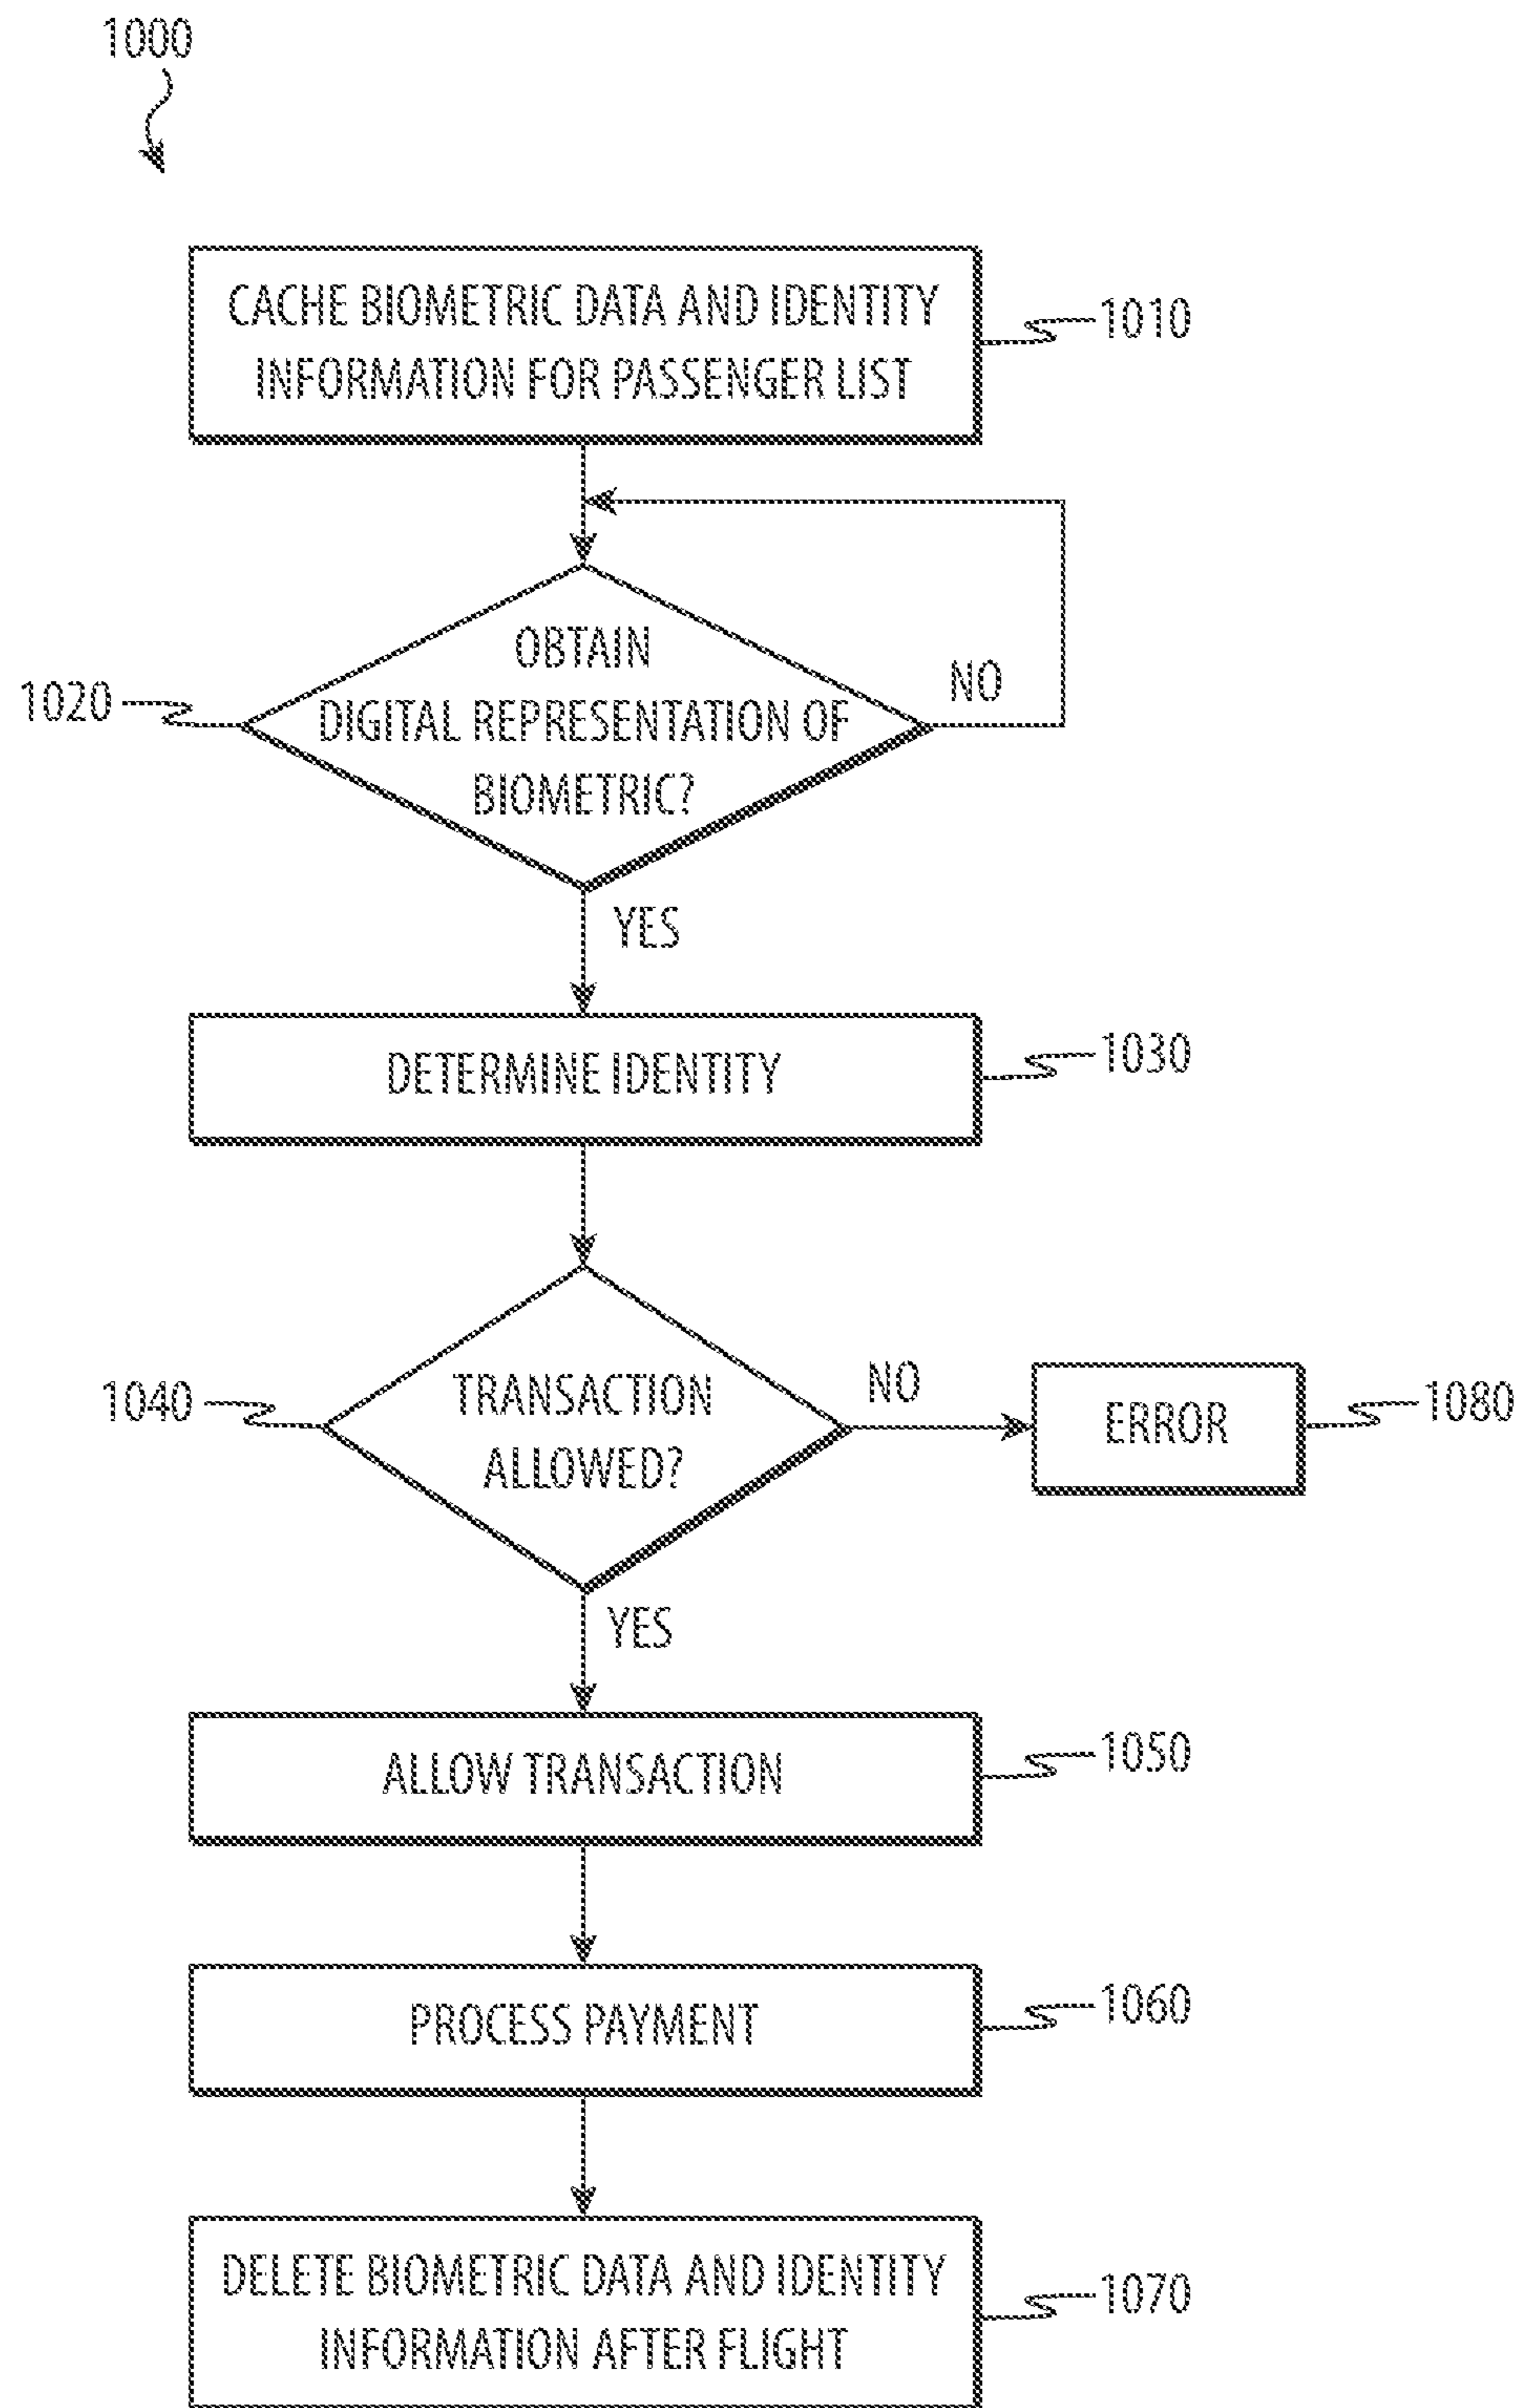 1000
CACHE BIOMETRIC DATA AND IDENTITY
INFORMATION FOR PASSENGER LIST
1010
OBTAIN
DIGITAL REPRESENTATION OF
BIOMETRIC?
1020
NO
YES
DETERMINE IDENTITY
1030
TRANSACTION
ALLOWED?
1040
NO
ERROR
1080
YES
ALLOW TRANSACTION
1050
PROCESS PAYMENT
1060
DELETE BIOMETRIC DATA AND IDENTITY
INFORMATION AFTER FLIGHT
1070